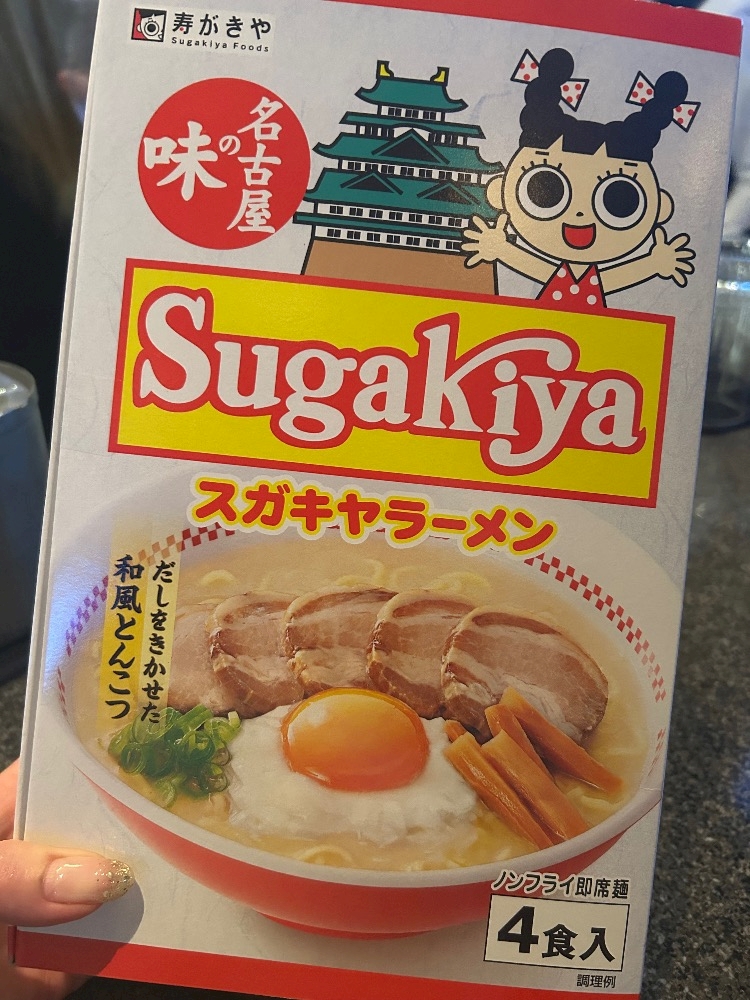 寿がきや
Sugakiya Foods
名古屋
の
味
Sugakiya
スガキヤラーメン
だしをきかせた
和風とんこつ
ノンフライ即席麺
4食入
調理例